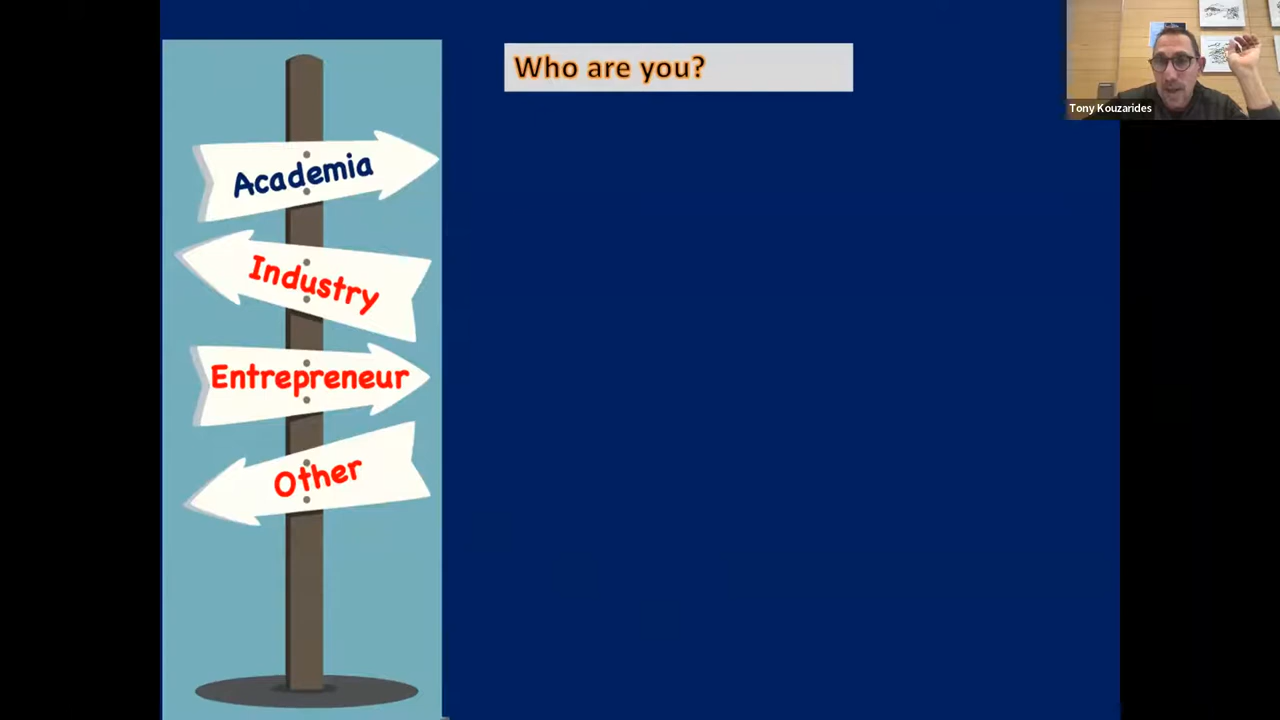 Who are you?
Tony Kouzarides
Academia
Industry
Entrepreneur
Other